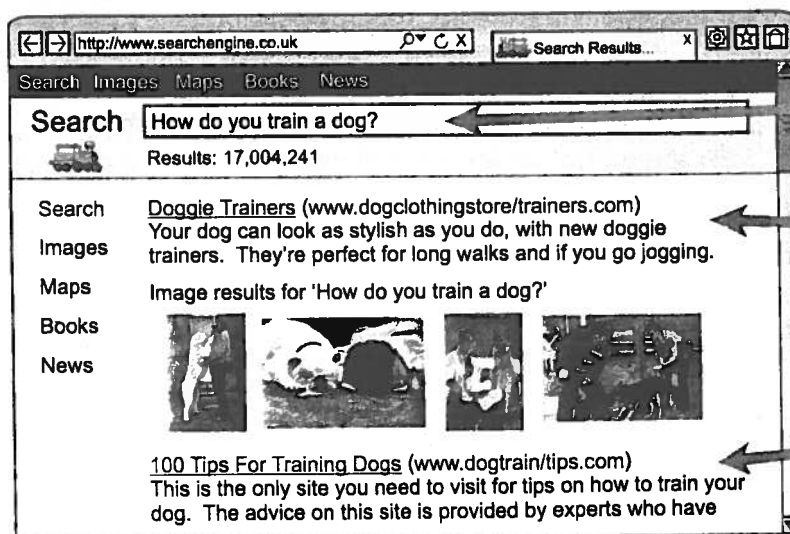 http://www.searchengine.co.uk
Search Results...
x
Search Images Maps Books News
Search
How do you train a dog?
Results: 17,004,241
Search
Images
Maps
Books
News
Doggie Trainers (www.dogclothingstore/trainers.com)
Your dog can look as stylish as you do, with new doggie
trainers. They're perfect for long walks and if you go jogging.
Image results for 'How do you train a dog?'
100 Tips For Training Dogs (www.dogtrain/tips.com)
This is the only site you need to visit for tips on how to train your
dog. The advice on this site is provided by experts who have